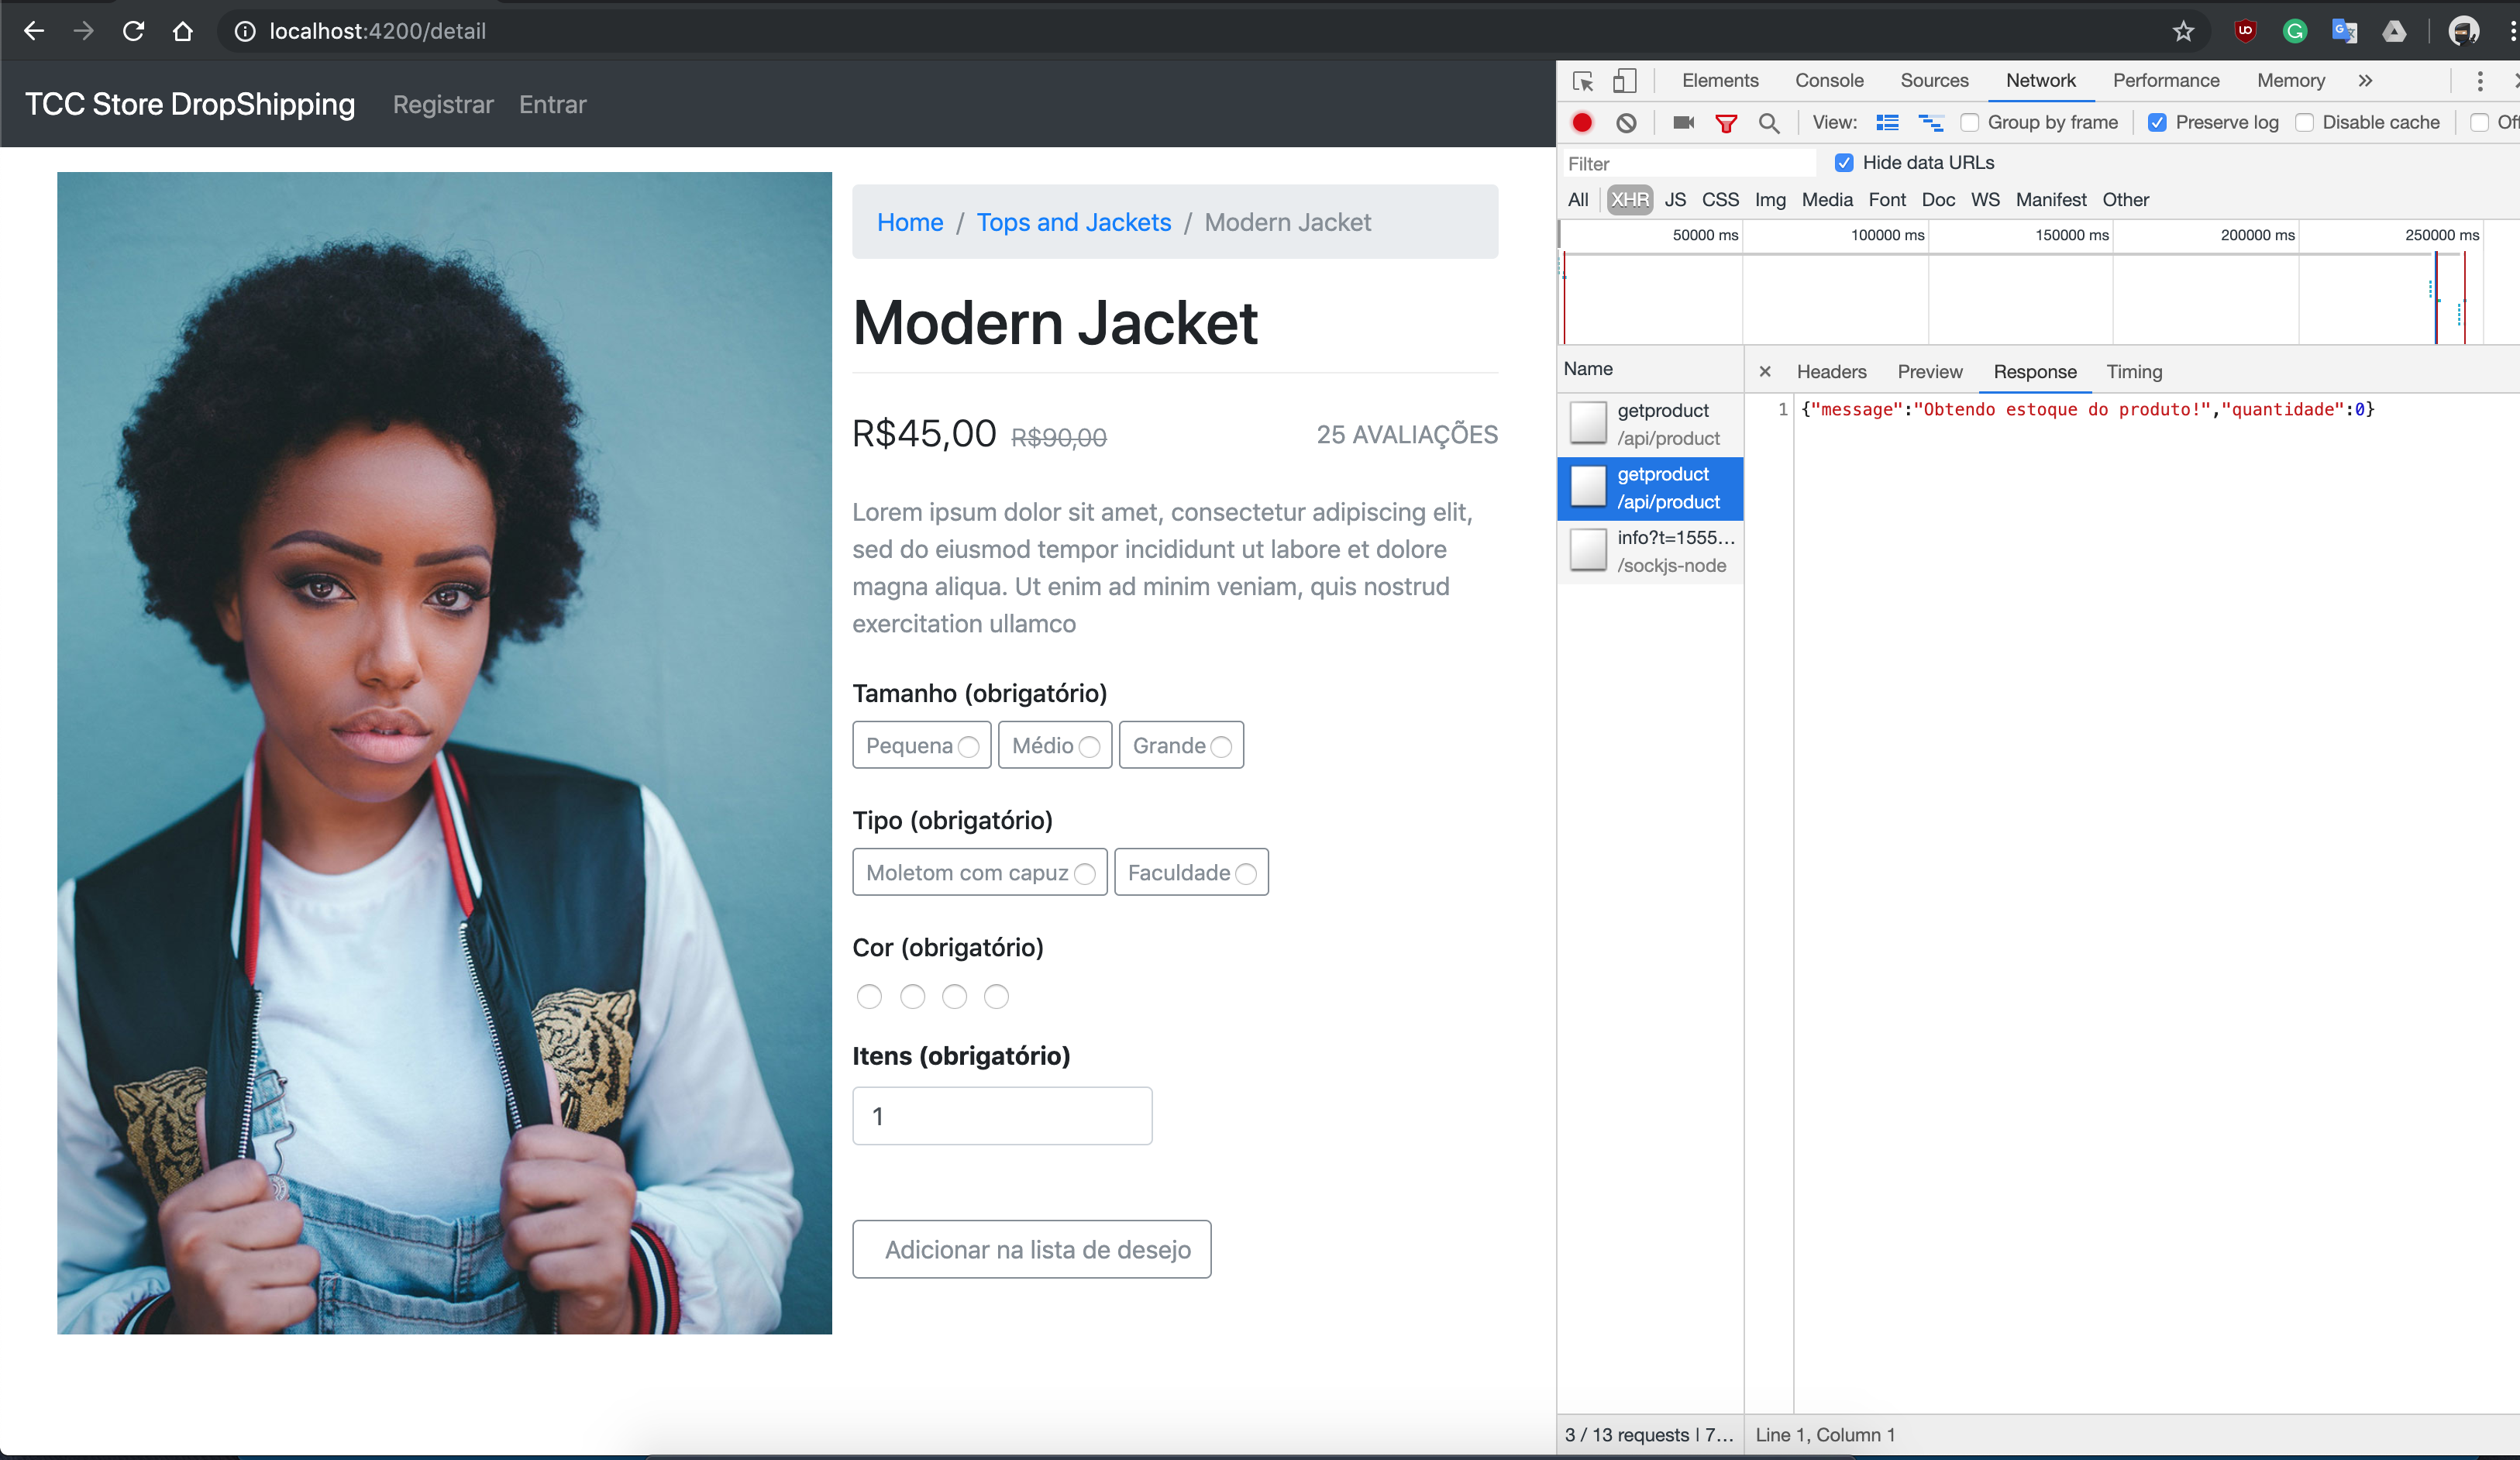 localhost:4200/detail
TCC Store DropShipping Registrar Entrar
Home / Tops and Jackets / Modern Jacket
Modern Jacket
R$45,00 R$90,00 25 AVALIAÇÕES
Lorem ipsum dolor sit amet, consectetur adipiscing elit,
sed do eiusmod tempor incididunt ut labore et dolore
magna aliqua. Ut enim ad minim veniam, quis nostrud
exercitation ullamco
Tamanho (obrigatório)
Pequena Médio Grande
Tipo (obrigatório)
Moletom com capuz Faculdade
Cor (obrigatório)
Itens (obrigatório)
1
Adicionar na lista de desejo
Elements Console Sources Network Performance Memory »
View: Group by frame Preserve log Disable cache
Filter Hide data URLs
All XHR JS CSS Img Media Font Doc WS Manifest Other
50000 ms 100000 ms 150000 ms 200000 ms 250000 ms
Name
× Headers Preview Response Timing
getproduct
/api/product
getproduct
/api/product
info?t=1555...
/sockjs-node
1 {"message":"Obtendo estoque do produto!","quantidade":0}
3 / 13 requests | 7... Line 1, Column 1